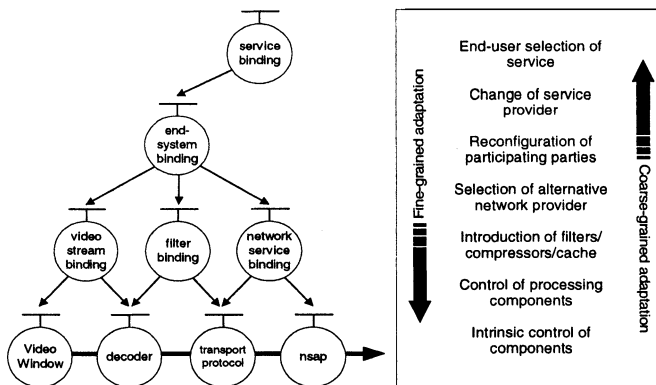 service
binding
end-
system
binding
video
stream
binding
filter
binding
network
service
binding
Video
Window
decoder
transport
protocol
nsap
Fine-grained adaptation
End-user selection of
service
Change of service
provider
Reconfiguration of
participating parties
Selection of alternative
network provider
Introduction of filters/
compressors/cache
Control of processing
components
Intrinsic control of
components
Coarse-grained adaptation